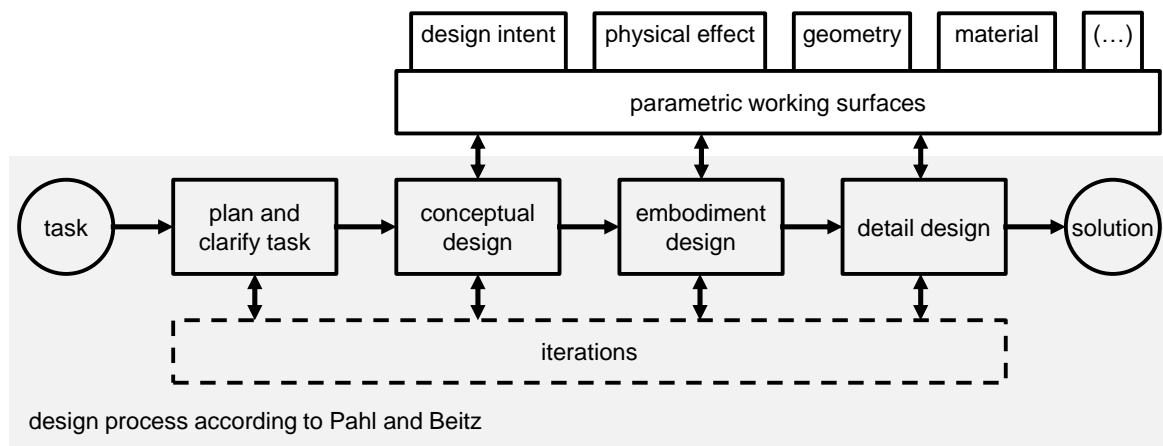 design intent
physical effect
geometry
material
(…)
parametric working surfaces
task
plan and
clarify task
conceptual
design
embodiment
design
detail design
solution
iterations
design process according to Pahl and Beitz